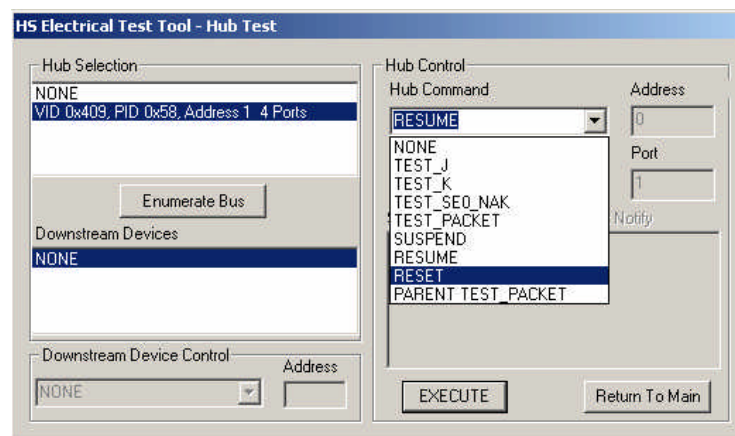 HS Electrical Test Tool - Hub Test
Hub Selection
NONE
VID 0x409, PID 0x58, Address 1 4 Ports
Enumerate Bus
Downstream Devices
NONE
Downstream Device Control
Address
NONE
Hub Control
Hub Command
Address
RESUME
0
NONE
TEST_J
TEST_K
TEST_SE0_NAK
TEST_PACKET
SUSPEND
RESUME
RESET
PARENT TEST_PACKET
Port
1
Notify
EXECUTE
Return To Main